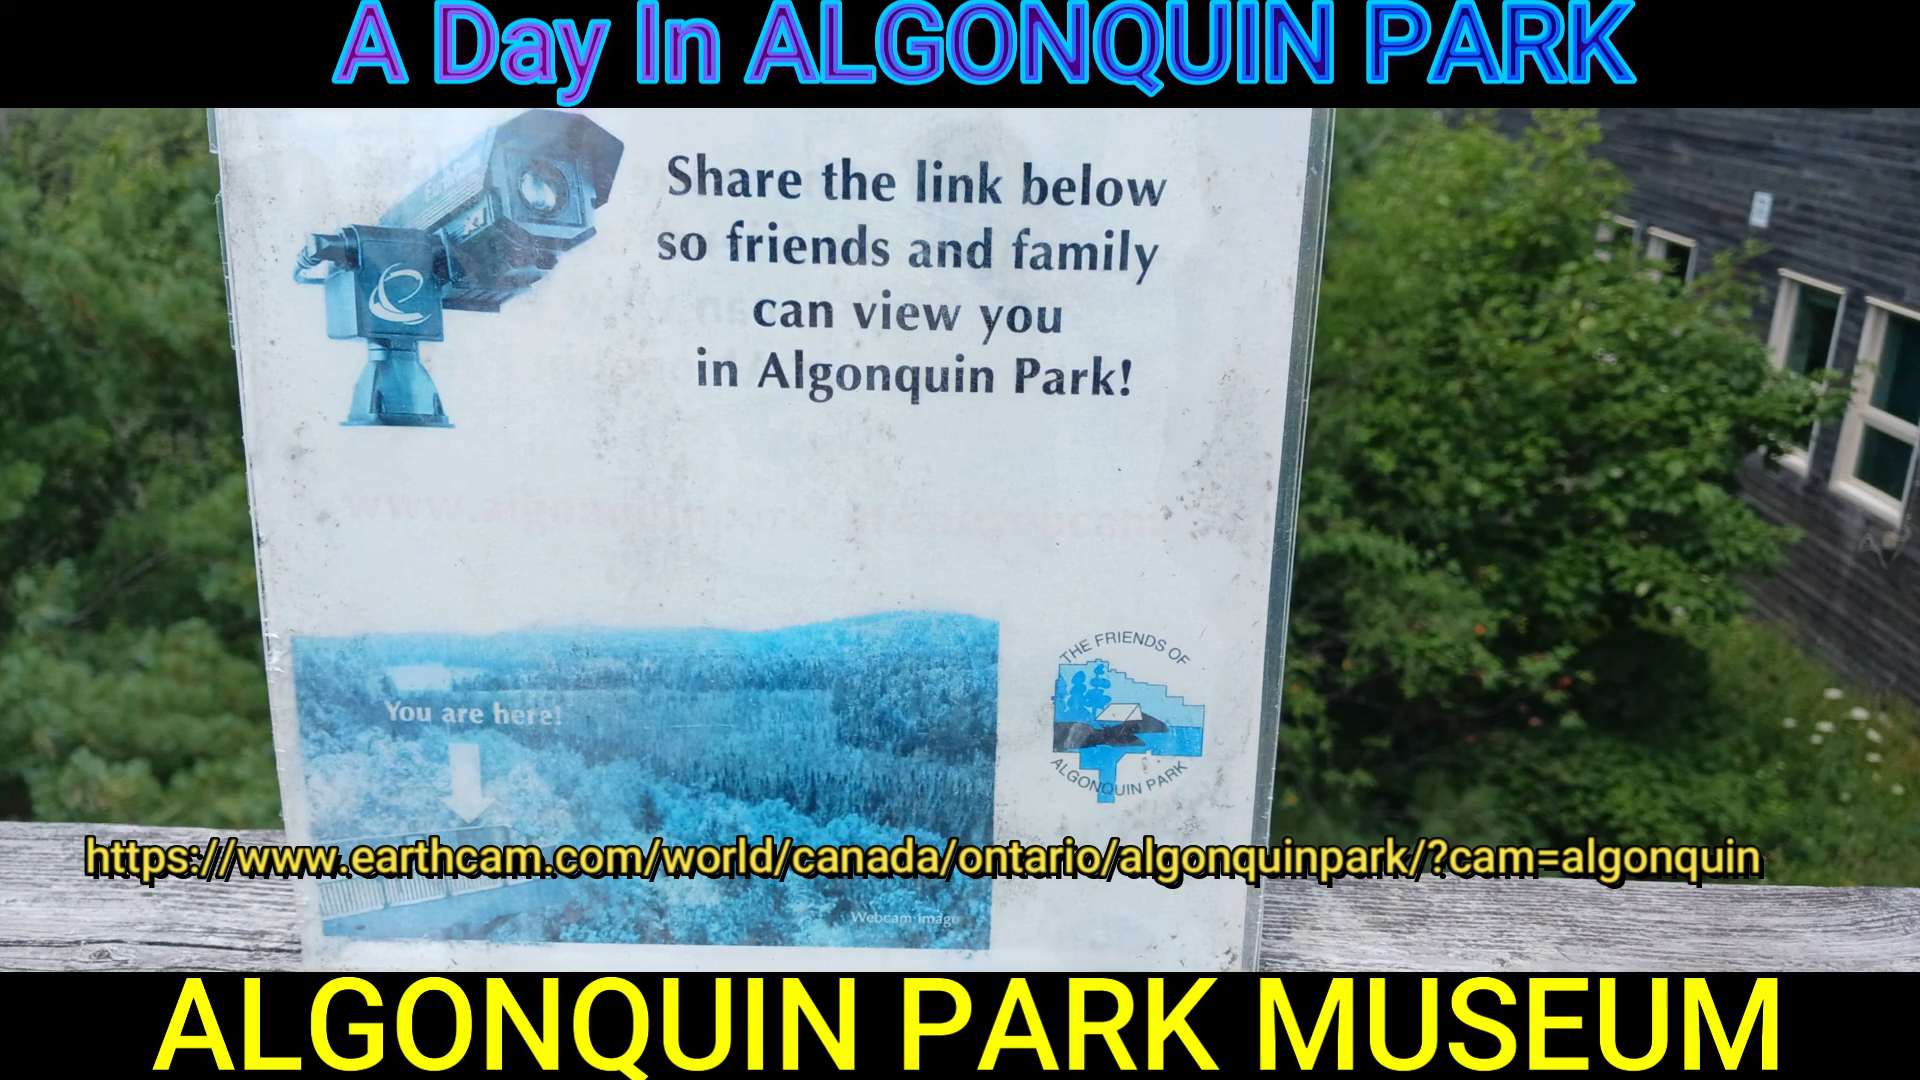 A Day In ALGONQUIN PARK
Share the link below
so friends and family
can view you
in Algonquin Park!
You are here!
THE FRIENDS OF
ALGONQUIN PARK
https://www.earthcam.com/world/canada/ontario/algonquinpark/?cam=algonquin
Webcam image
ALGONQUIN PARK MUSEUM